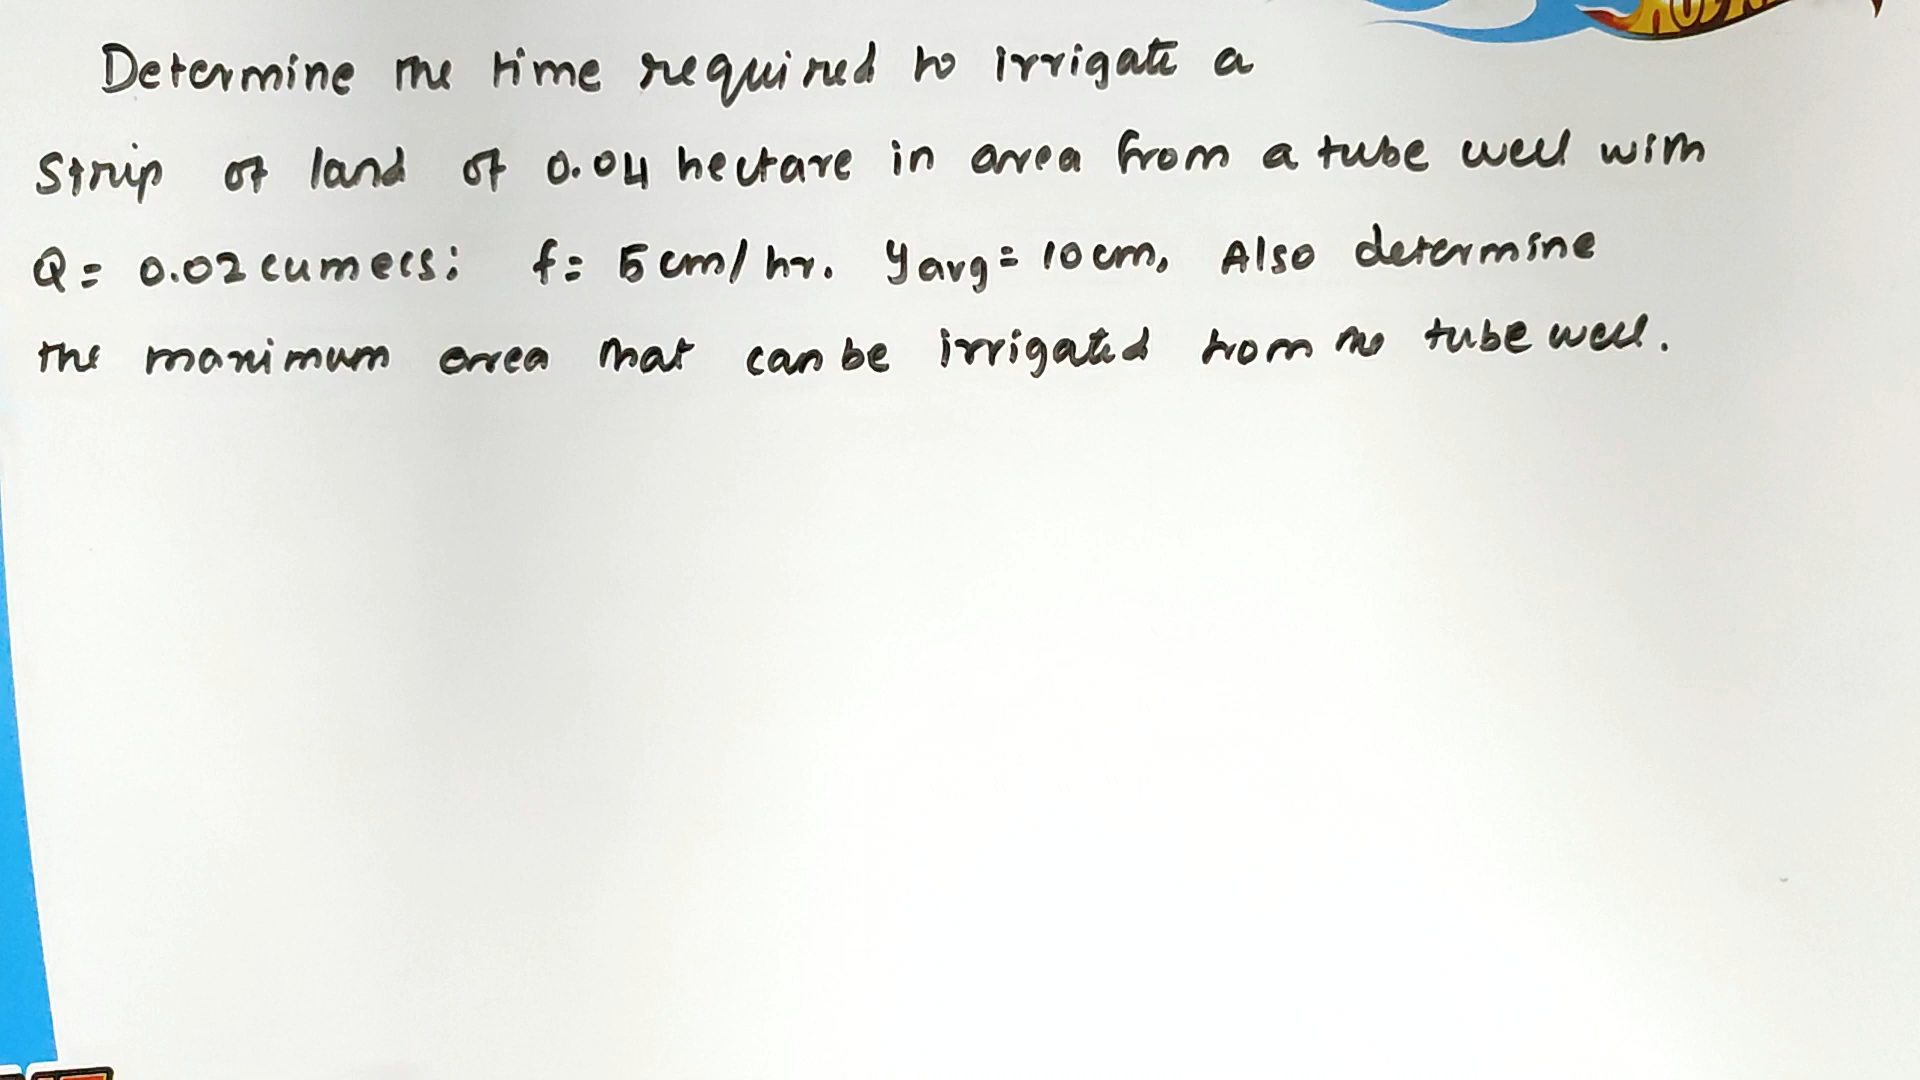 Determine the time required to irrigate a
strip of land of 0.04 hectare in area from a tube well with
Q = 0.02 cumecs; f = 5 cm/hr. yavg = 10 cm. Also determine
the maximum area that can be irrigated from the tube well.